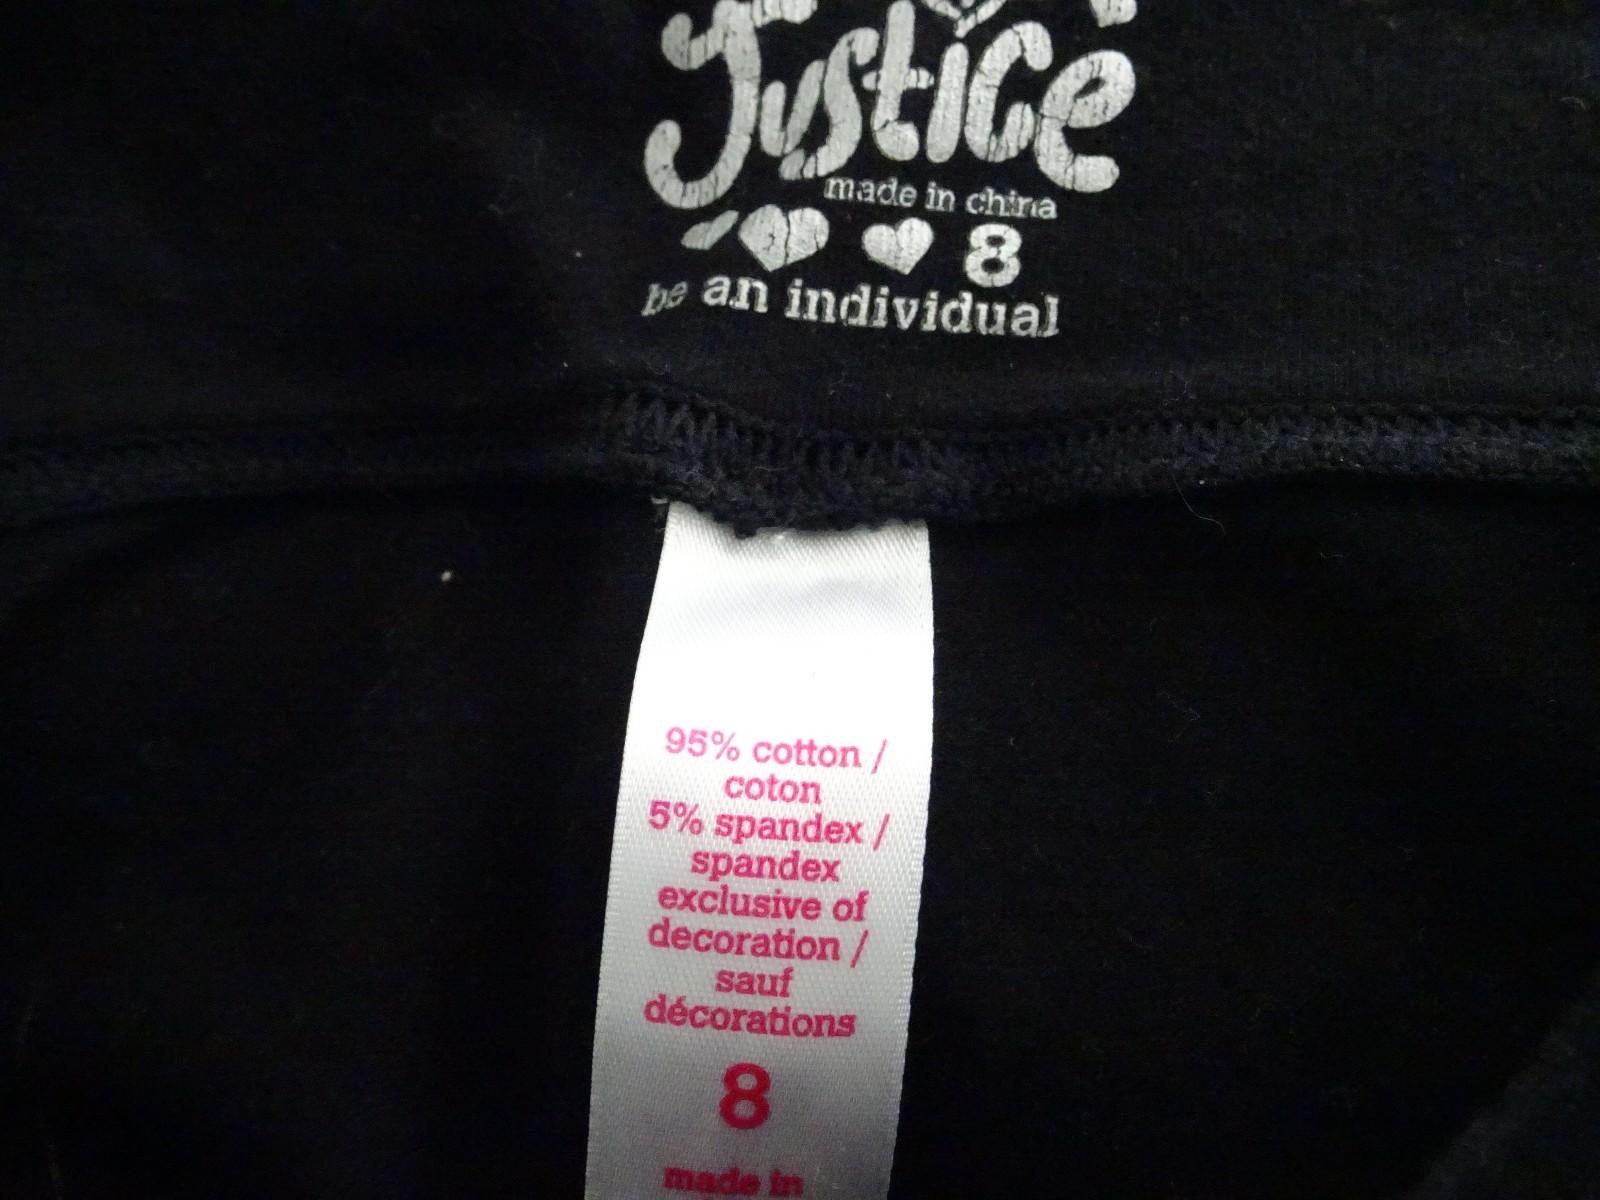 Justice
made in china
8
be an individual
95% cotton /
coton
5% spandex /
spandex
exclusive of
decoration /
sauf
décorations
8
made in